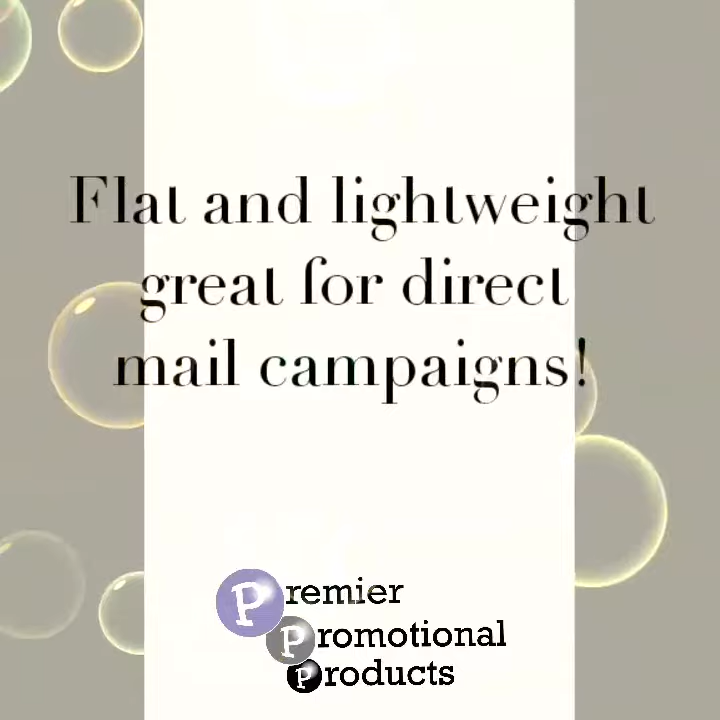 Flat and lightweight
great for direct
mail campaigns!
Premier
Promotional
Products